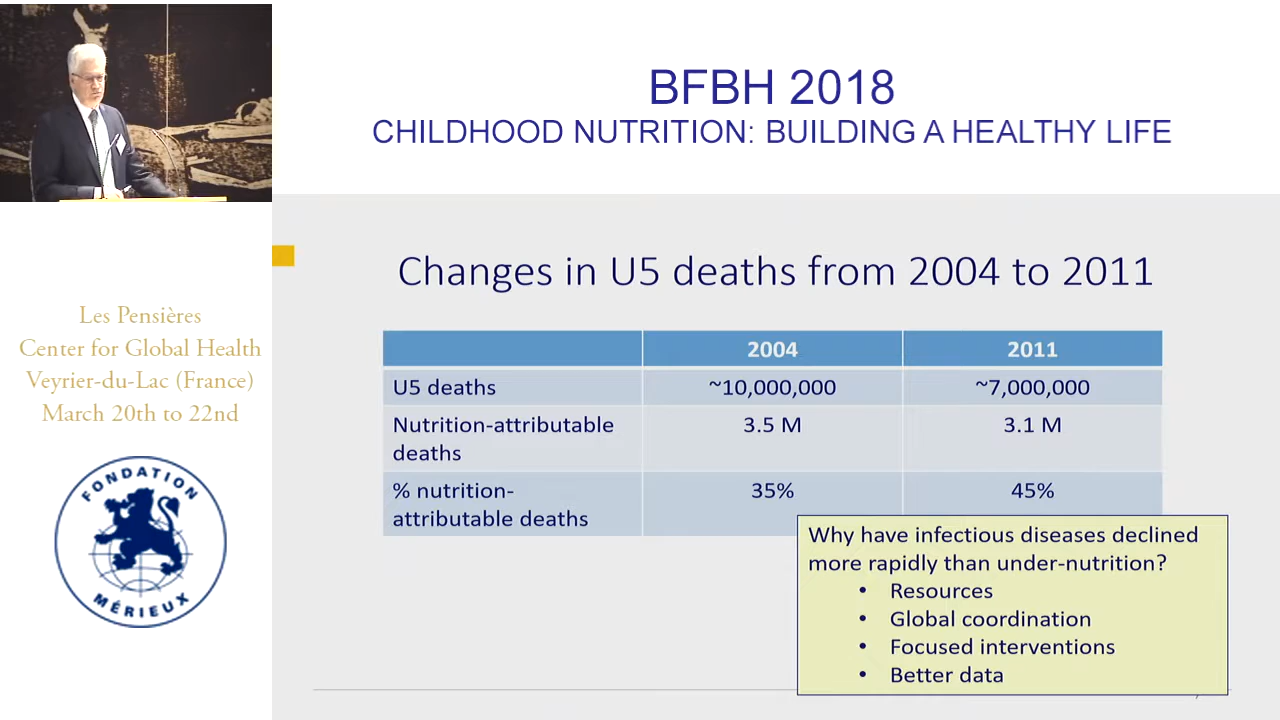 BFBH 2018
CHILDHOOD NUTRITION: BUILDING A HEALTHY LIFE
Les Pensières
Center for Global Health
Veyrier-du-Lac (France)
March 20th to 22nd
FONDATION
MÉRIEUX
Changes in U5 deaths from 2004 to 2011
2004 2011
U5 deaths ~10,000,000 ~7,000,000
Nutrition-attributable deaths 3.5 M 3.1 M
% nutrition-attributable deaths 35% 45%
Why have infectious diseases declined
more rapidly than under-nutrition?
• Resources
• Global coordination
• Focused interventions
• Better data